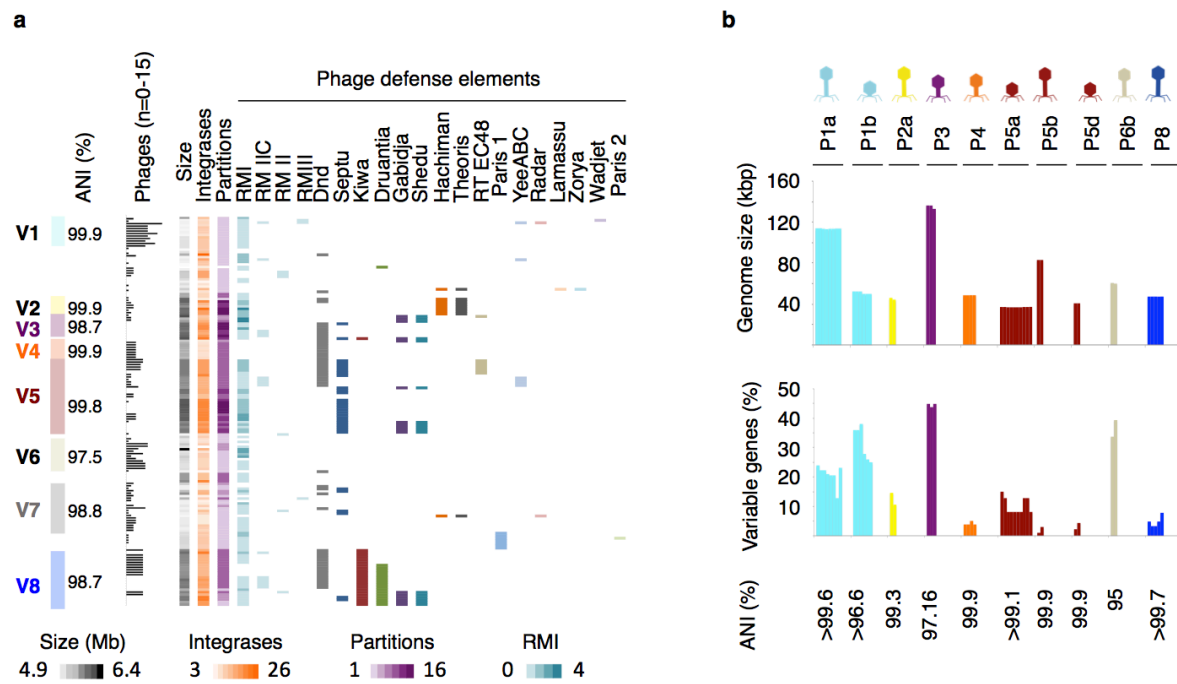 a
b
ANI (%)
Phages (n=0-15)
Phage defense elements
Size
Integrases
Partitions
RMI
RM IIC
RM II
RMIII
Dnd
Septu
Kiwa
Druantia
Gabidja
Shedu
Hachiman
Theoris
RT EC48
Paris 1
YeeABC
Radar
Lamassu
Zorya
Wadjet
Paris 2
V1 99.9
V2 99.9
V3 98.7
V4 99.9
V5 99.8
V6 97.5
V7 98.8
V8 98.7
Size (Mb)
4.9 6.4
Integrases
3 26
Partitions
1 16
RMI
0 4
P1a
P1b
P2a
P3
P4
P5a
P5b
P5d
P6b
P8
Genome size (kbp)
160
120
80
40
Variable genes (%)
50
40
30
20
10
ANI (%)
>99.6
>96.6
99.3
97.16
99.9
>99.1
99.9
99.9
95
>99.7